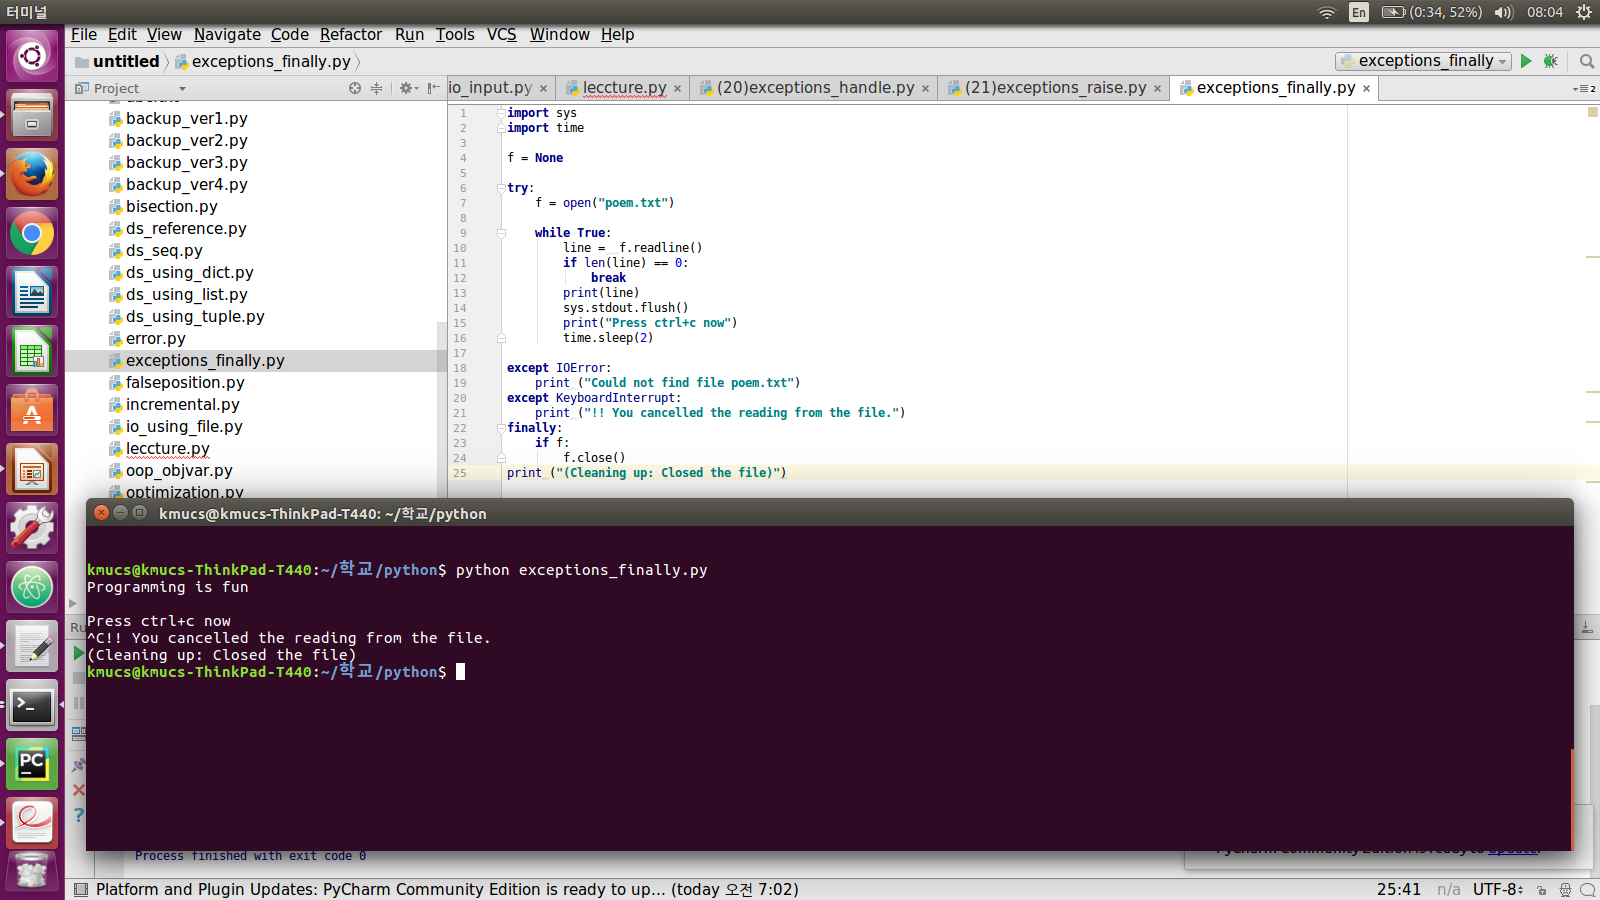 터미널
En
(0:34, 52%)
08:04
File Edit View Navigate Code Refactor Run Tools VCS Window Help
untitled
exceptions_finally.py
exceptions_finally
Project
io_input.py
leccture.py
(20)exceptions_handle.py
(21)exceptions_raise.py
exceptions_finally.py
2
backup_ver1.py
backup_ver2.py
backup_ver3.py
backup_ver4.py
bisection.py
ds_reference.py
ds_seq.py
ds_using_dict.py
ds_using_list.py
ds_using_tuple.py
error.py
exceptions_finally.py
falseposition.py
incremental.py
io_using_file.py
leccture.py
oop_objvar.py
optimization.py
1 import sys
2 import time
3
4 f = None
5
6 try:
7 f = open("poem.txt")
8
9 while True:
10 line = f.readline()
11 if len(line) == 0:
12 break
13 print(line)
14 sys.stdout.flush()
15 print("Press ctrl+c now")
16 time.sleep(2)
17
18 except IOError:
19 print ("Could not find file poem.txt")
20 except KeyboardInterrupt:
21 print ("!! You cancelled the reading from the file.")
22 finally:
23 if f:
24 f.close()
25 print ("(Cleaning up: Closed the file)")
kmucs@kmucs-ThinkPad-T440: ~/학교/python
kmucs@kmucs-ThinkPad-T440:~/학교/python$ python exceptions_finally.py
Programming is fun
Press ctrl+c now
^C!! You cancelled the reading from the file.
(Cleaning up: Closed the file)
kmucs@kmucs-ThinkPad-T440:~/학교/python$
Ru
PC
Process finished with exit code 0
PyCharm Community Edition is ready to update.
Platform and Plugin Updates: PyCharm Community Edition is ready to up... (today 오전 7:02)
25:41 n/a UTF-8